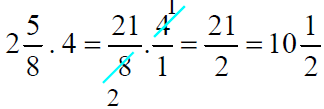 2 5/8 . 4 = 21/8 . 4/1 = 21/2 = 10 1/2
1
2